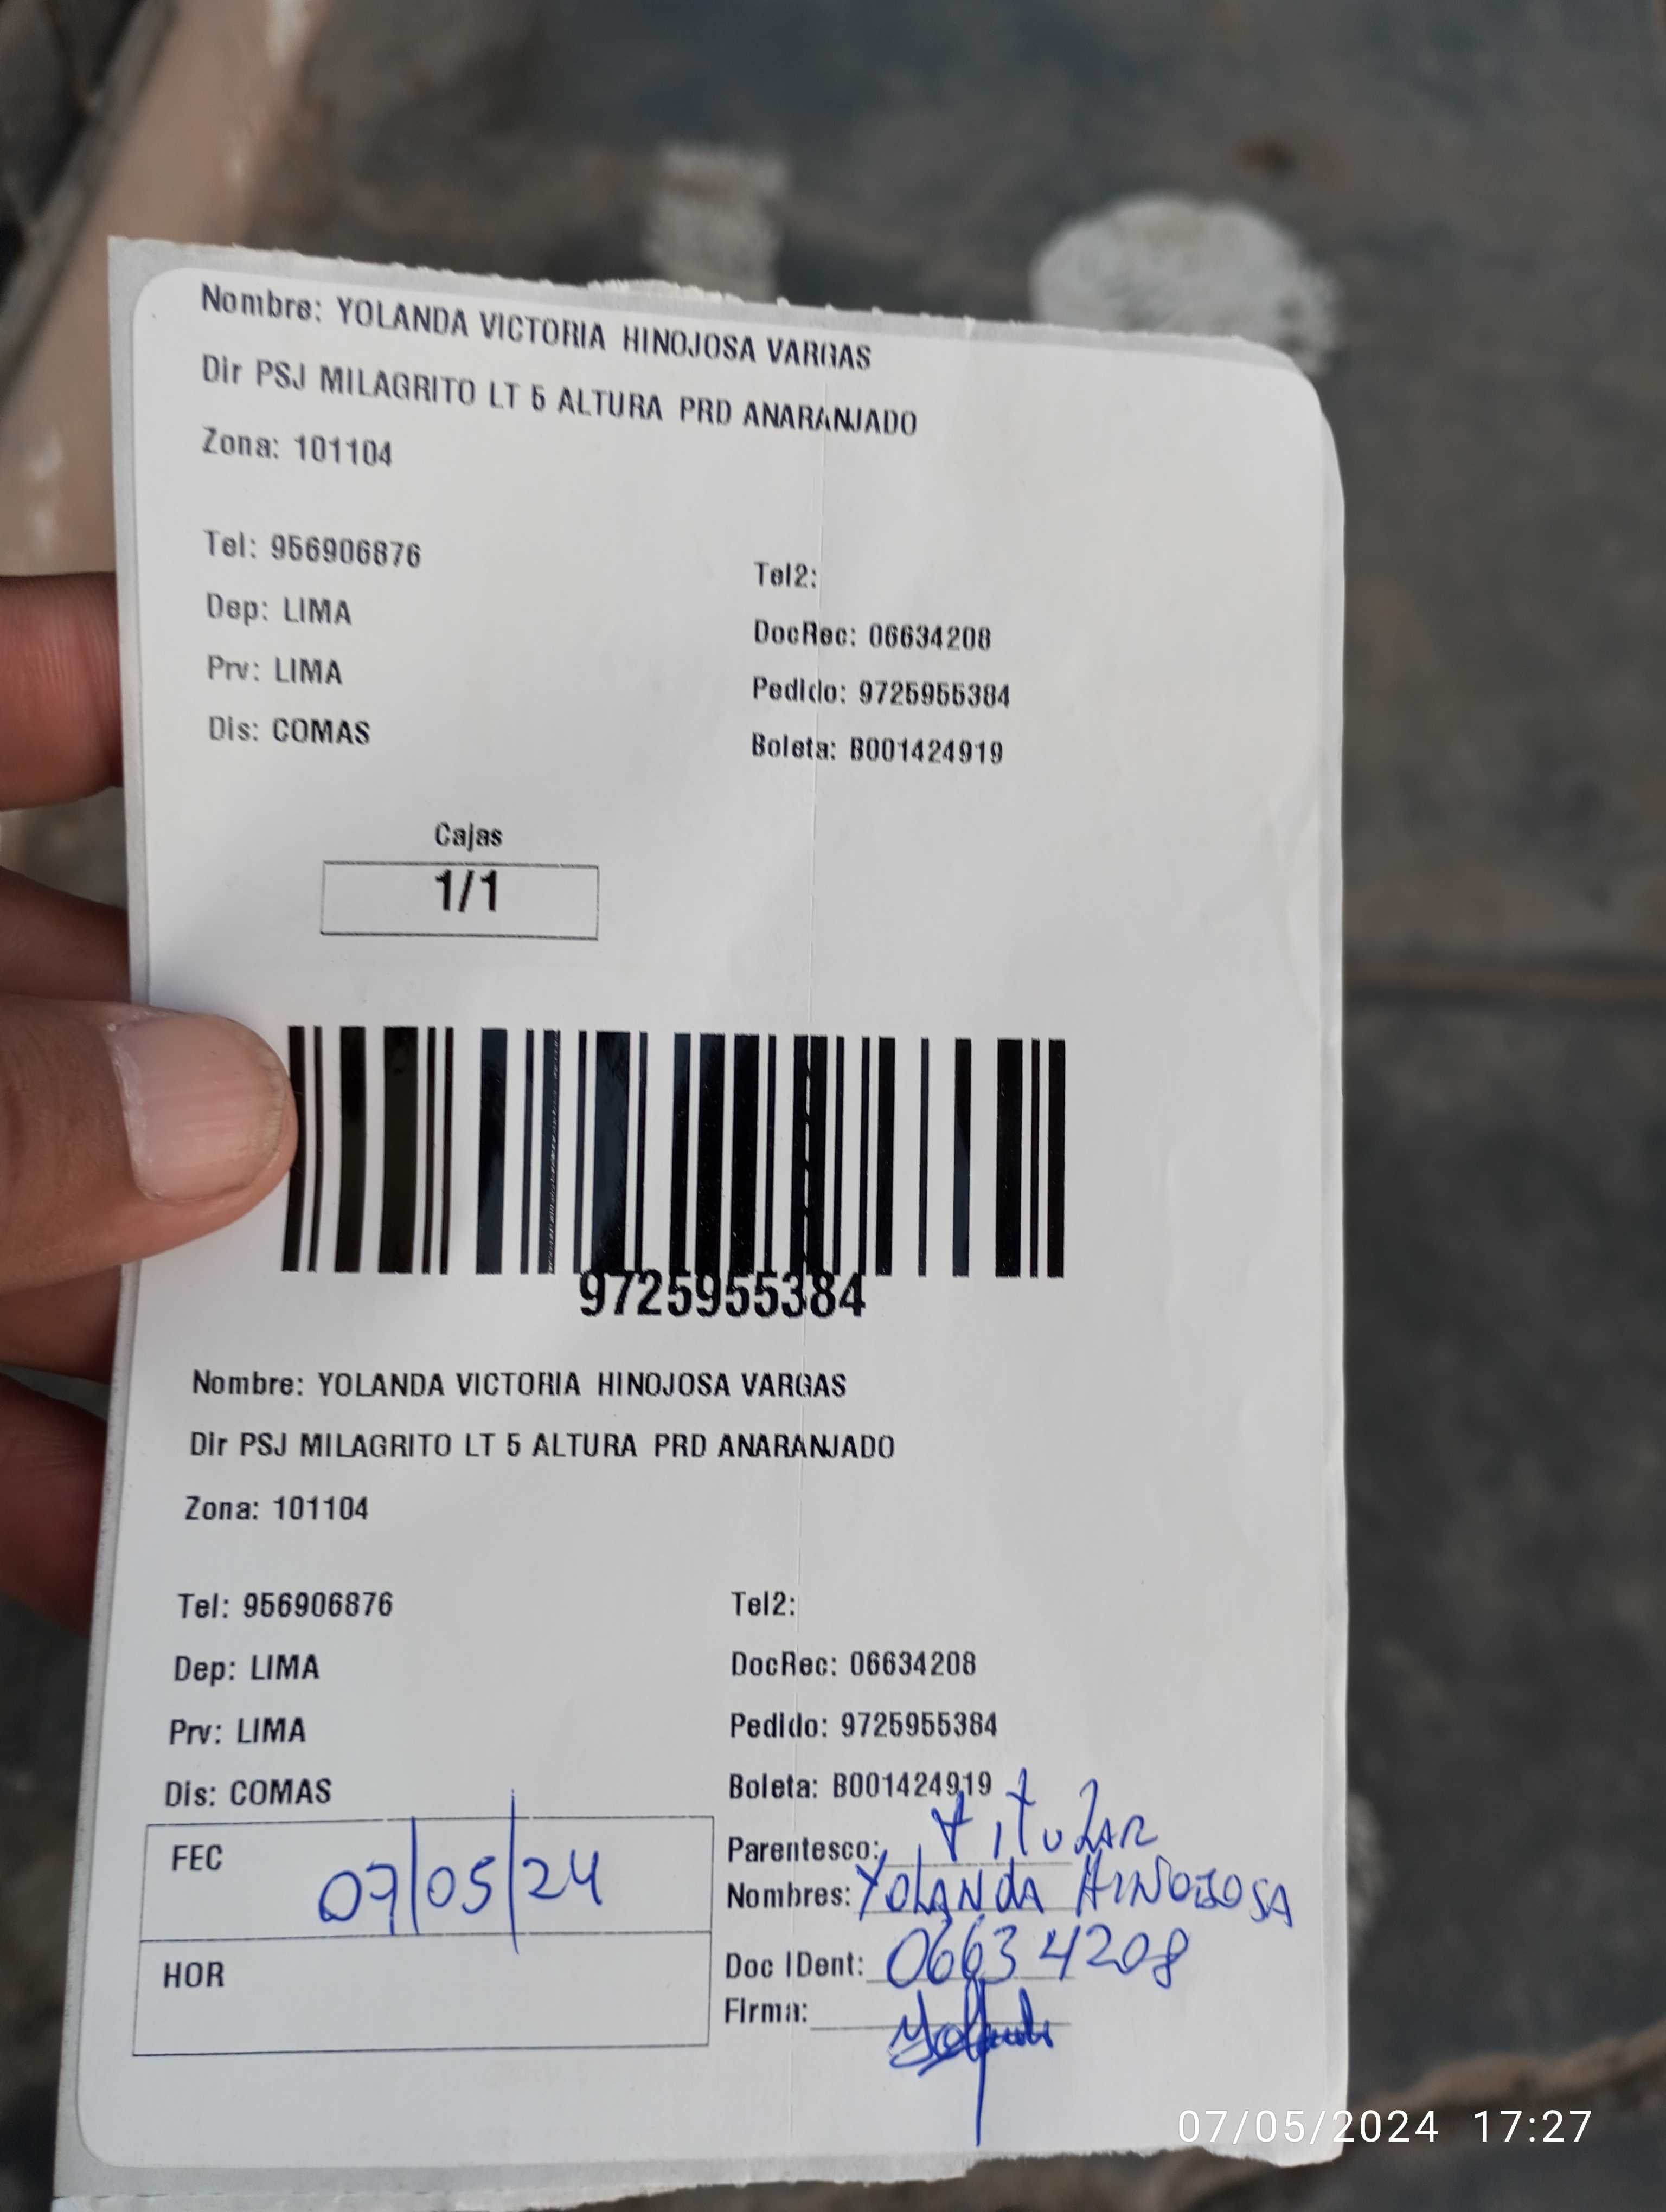 Nombre: YOLANDA VICTORIA HINOJOSA VARGAS
Dir PSJ MILAGRITO LT 5 ALTURA PRD ANARANJADO
Zona: 101104
Tel: 956906876
Tel2:
Dep: LIMA
DocRec: 06634208
Prv: LIMA
Pedido: 9725955384
Dis: COMAS
Boleta: B001424919
Cajas
1/1
9725955384
Nombre: YOLANDA VICTORIA HINOJOSA VARGAS
Dir PSJ MILAGRITO LT 5 ALTURA PRD ANARANJADO
Zona: 101104
Tel: 956906876
Tel2:
Dep: LIMA
DocRec: 06634208
Prv: LIMA
Pedido: 9725955384
Dis: COMAS
Boleta: B001424919
FEC 07/05/24
HOR
Parentesco: titular
Nombres: Yolanda HINOJOSA
Doc IDent: 06634208
Firma:
07/05/2024 17:27